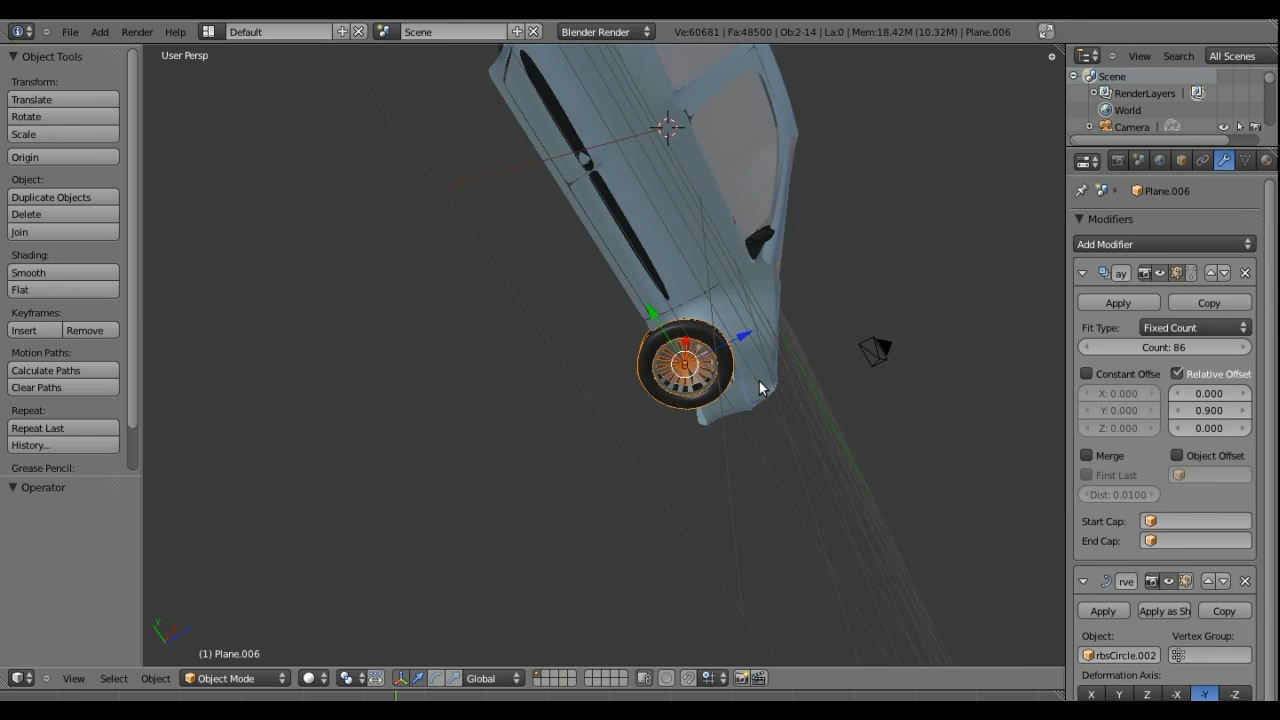 File Add Render Help Default Scene Blender Render Ve:60681 | Fa:48500 | Ob:2-14 | La:0 | Mem:18.42M (10.32M) | Plane.006
Object Tools
Transform:
Translate
Rotate
Scale
Origin
Object:
Duplicate Objects
Delete
Join
Shading:
Smooth
Flat
Keyframes:
Insert Remove
Motion Paths:
Calculate Paths
Clear Paths
Repeat:
Repeat Last
History...
Grease Pencil:
Operator
User Persp
(1) Plane.006
View Select Object Object Mode Global
View Search All Scenes
Scene
RenderLayers |
World
Camera |
Plane.006
Modifiers
Add Modifier
ay
Apply Copy
Fit Type: Fixed Count
Count: 86
Constant Offse Relative Offset
X: 0.000 0.000
Y: 0.000 0.900
Z: 0.000 0.000
Merge Object Offset
First Last
Dist: 0.0100
Start Cap:
End Cap:
rve
Apply Apply as Sh Copy
Object: Vertex Group:
rbsCircle.002
Deformation Axis:
X Y Z -X -Y -Z